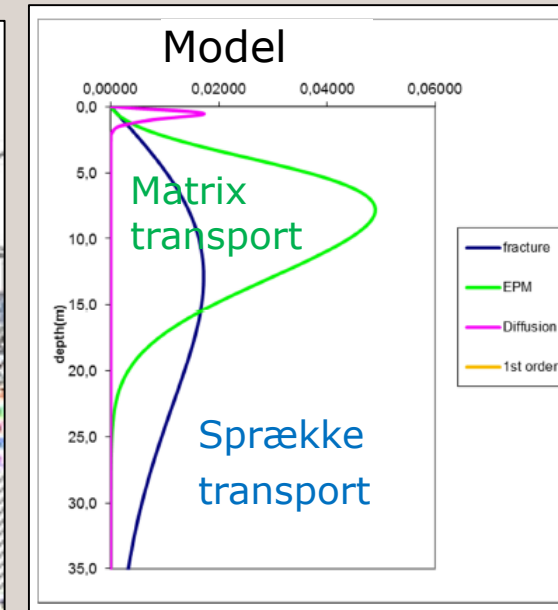 Model
0,00000 0,02000 0,04000 0,06000
0,0
5,0
10,0
15,0
20,0
25,0
30,0
35,0
depth(m)
Matrix
transport
Sprække
transport
fracture
EPM
Diffusion
1st order